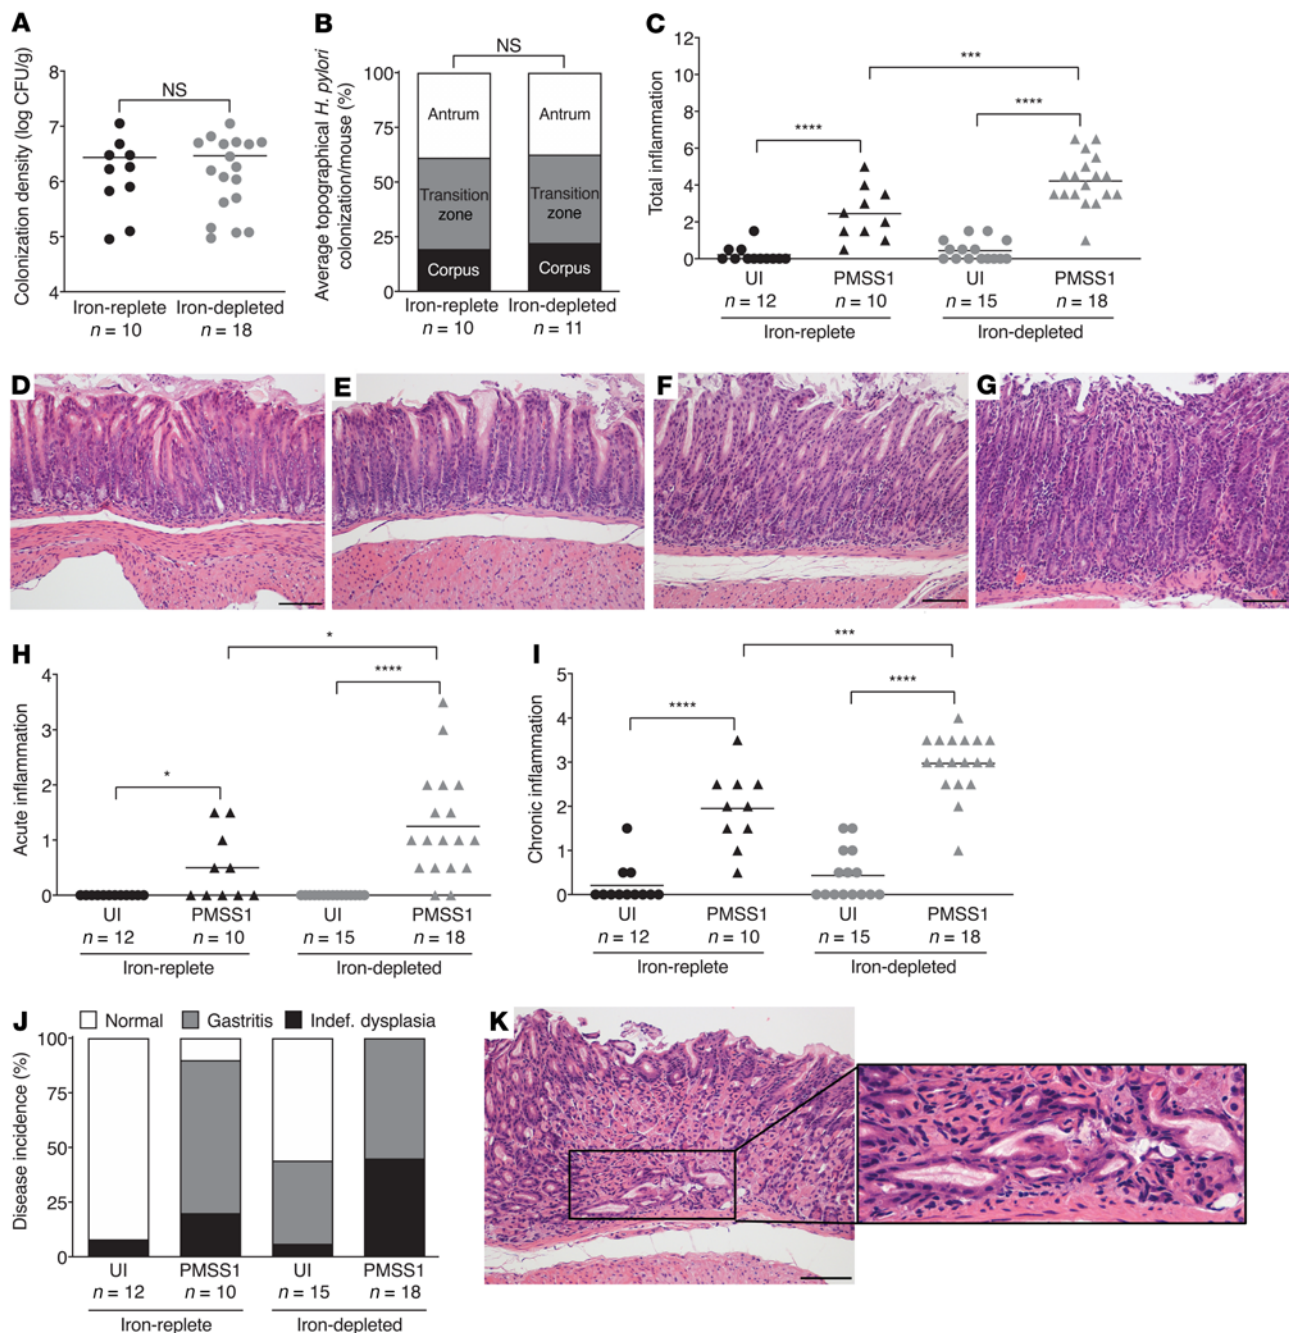 A
Colonization density (log CFU/g)
8
7
6
5
4
NS
Iron-replete
n = 10
Iron-depleted
n = 18
B
Average topographical H. pylori
colonization/mouse (%)
100
75
50
25
0
NS
Antrum
Transition
zone
Corpus
Antrum
Transition
zone
Corpus
Iron-replete
n = 10
Iron-depleted
n = 11
C
Total inflammation
12
10
8
6
4
2
0
****
***
****
UI
n = 12
PMSS1
n = 10
UI
n = 15
PMSS1
n = 18
Iron-replete
Iron-depleted
D
E
F
G
H
Acute inflammation
4
3
2
1
0
*
*
****
UI
n = 12
PMSS1
n = 10
UI
n = 15
PMSS1
n = 18
Iron-replete
Iron-depleted
I
Chronic inflammation
5
4
3
2
1
0
****
***
****
UI
n = 12
PMSS1
n = 10
UI
n = 15
PMSS1
n = 18
Iron-replete
Iron-depleted
J
Normal
Gastritis
Indef. dysplasia
Disease incidence (%)
100
75
50
25
0
UI
n = 12
PMSS1
n = 10
UI
n = 15
PMSS1
n = 18
Iron-replete
Iron-depleted
K